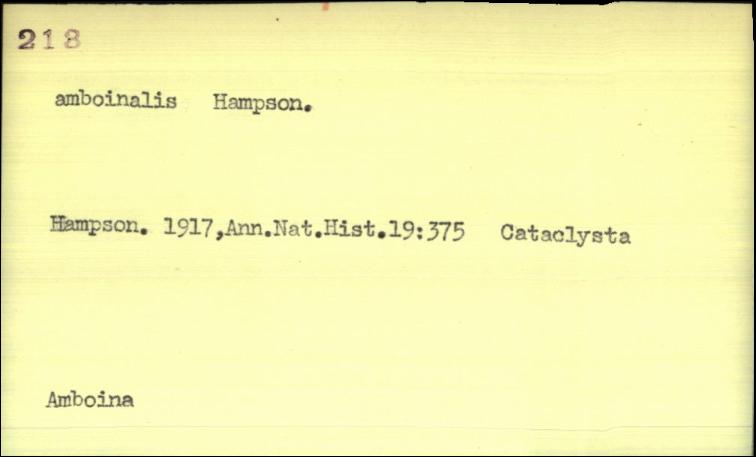 218
amboinalis Hampson.
Hampson. 1917,Ann.Nat.Hist.19:375 Cataclysta
Amboina